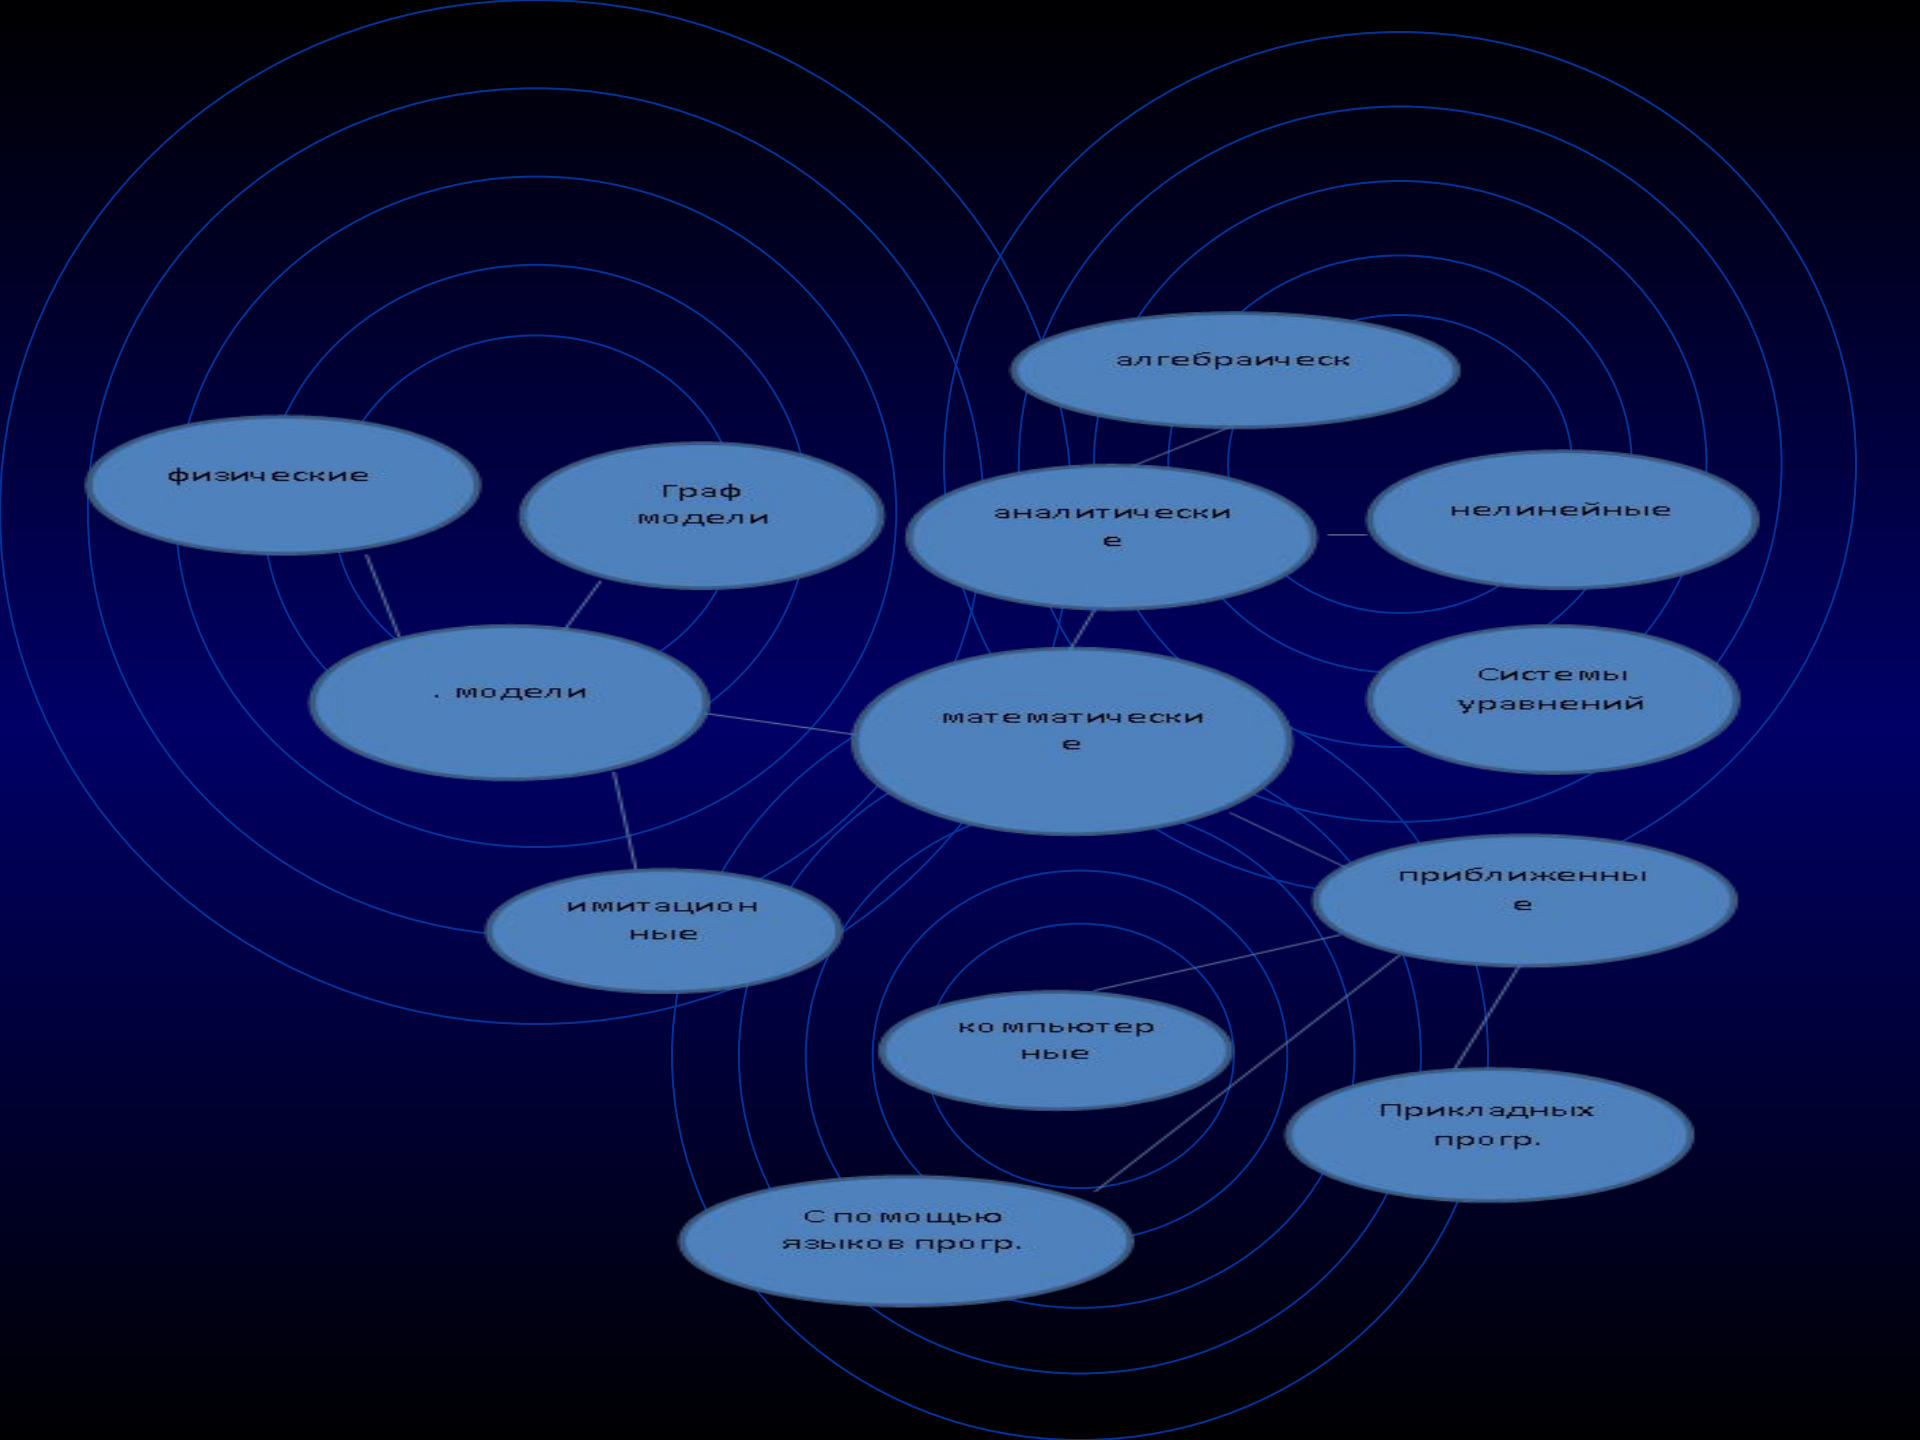 алгебраическ
физические
Граф
модели
аналитически
е
нелинейные
. модели
математически
е
Системы
уравнений
имитацион
ные
приближенны
е
компьютер
ные
Прикладных
прогр.
С помощью
языков прогр.